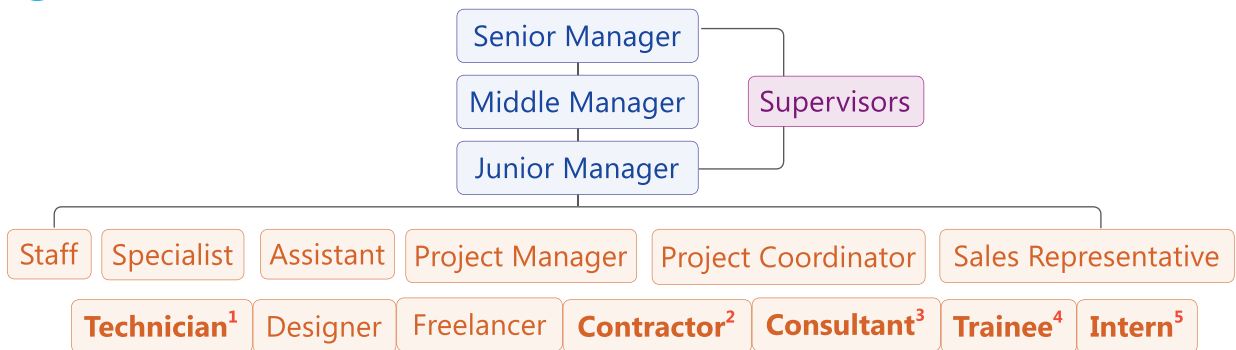 Senior Manager
Middle Manager
Supervisors
Junior Manager
Staff Specialist Assistant Project Manager Project Coordinator Sales Representative
Technician¹ Designer Freelancer Contractor² Consultant³ Trainee⁴ Intern⁵